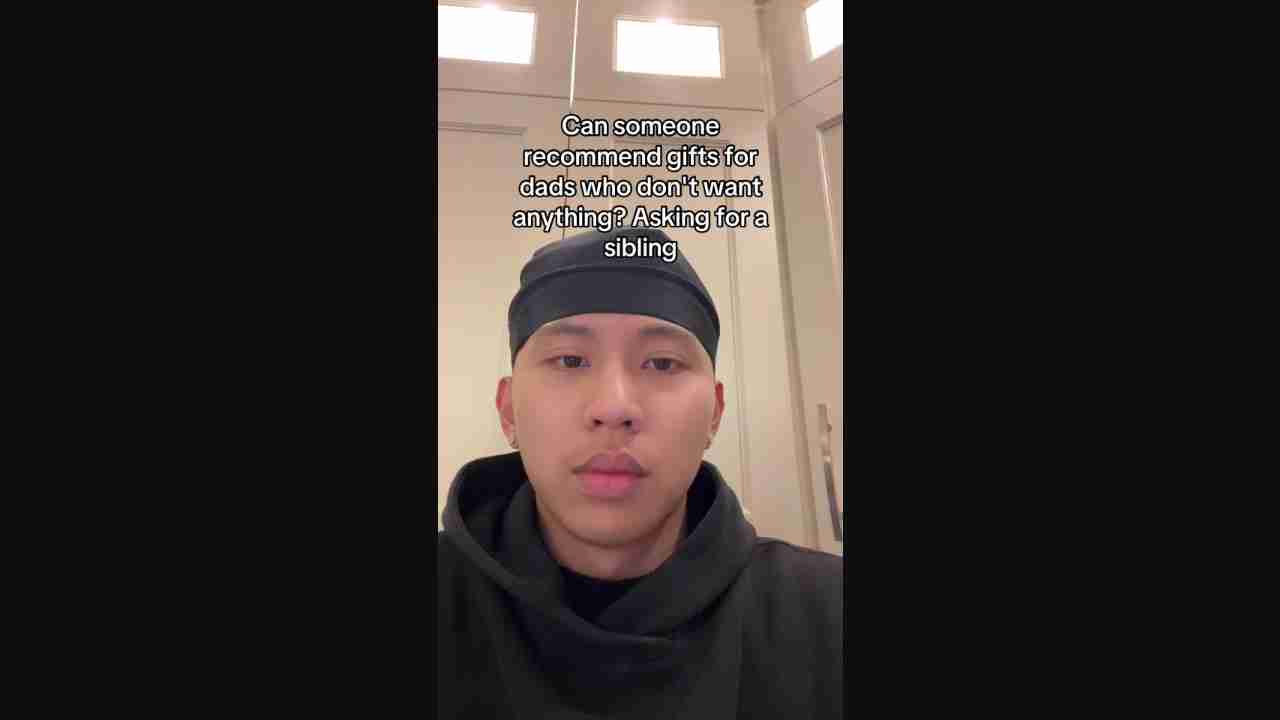 Can someone
recommend gifts for
dads who don't want
anything? Asking for a
sibling